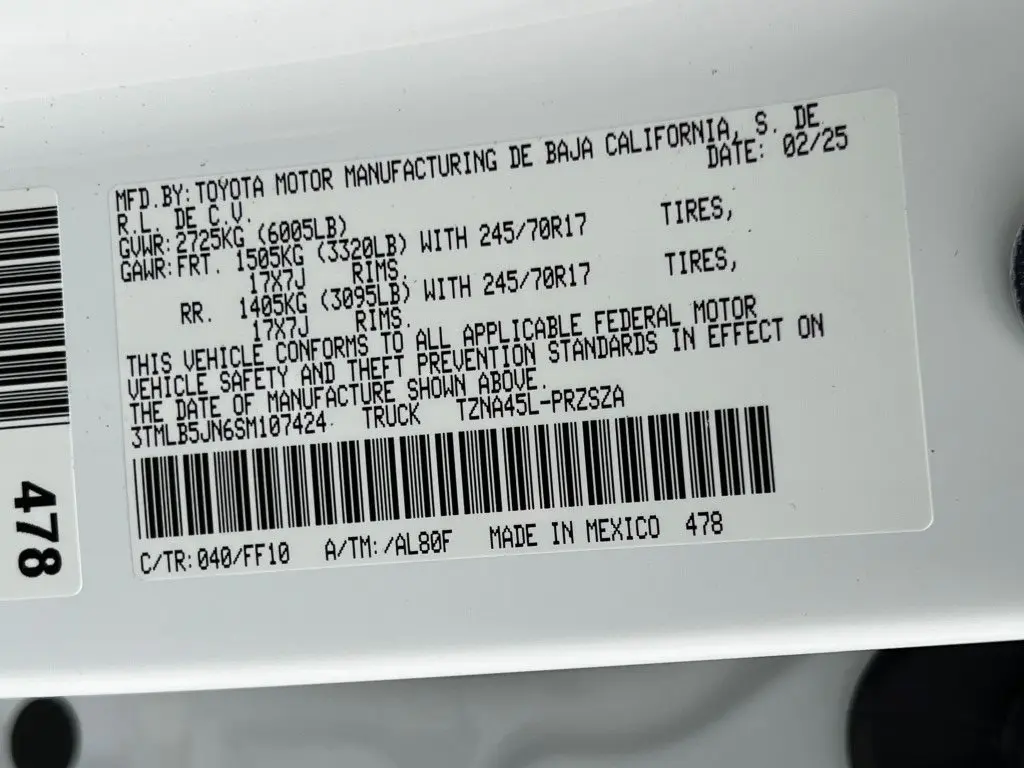 MFD.BY:TOYOTA MOTOR MANUFACTURING DE BAJA CALIFORNIA, S. DE
R.L. DE C.V. DATE: 02/25
GVWR:2725KG (6005LB)
GAWR:FRT. 1505KG (3320LB) WITH 245/70R17 TIRES,
17X7J RIMS.
RR. 1405KG (3095LB) WITH 245/70R17 TIRES,
17X7J RIMS.
THIS VEHICLE CONFORMS TO ALL APPLICABLE FEDERAL MOTOR
VEHICLE SAFETY AND THEFT PREVENTION STANDARDS IN EFFECT ON
THE DATE OF MANUFACTURE SHOWN ABOVE.
3TMLB5JN6SM107424 TRUCK TZNA45L-PRZSZA
C/TR:040/FF10 A/TM:/AL80F MADE IN MEXICO 478
478